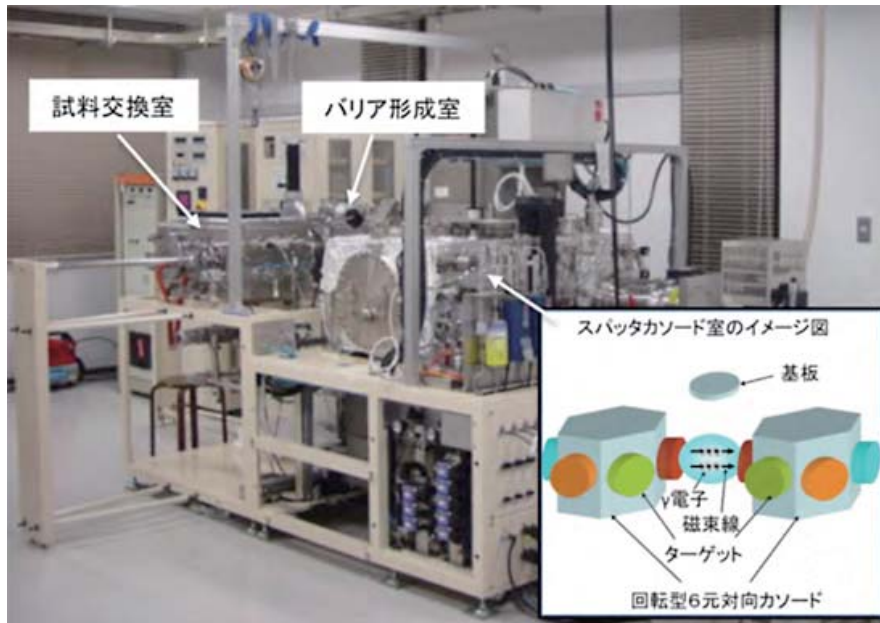 試料交換室
バリア形成室
スパッタカソード室のイメージ図
基板
γ電子
磁束線
ターゲット
回転型6元対向カソード